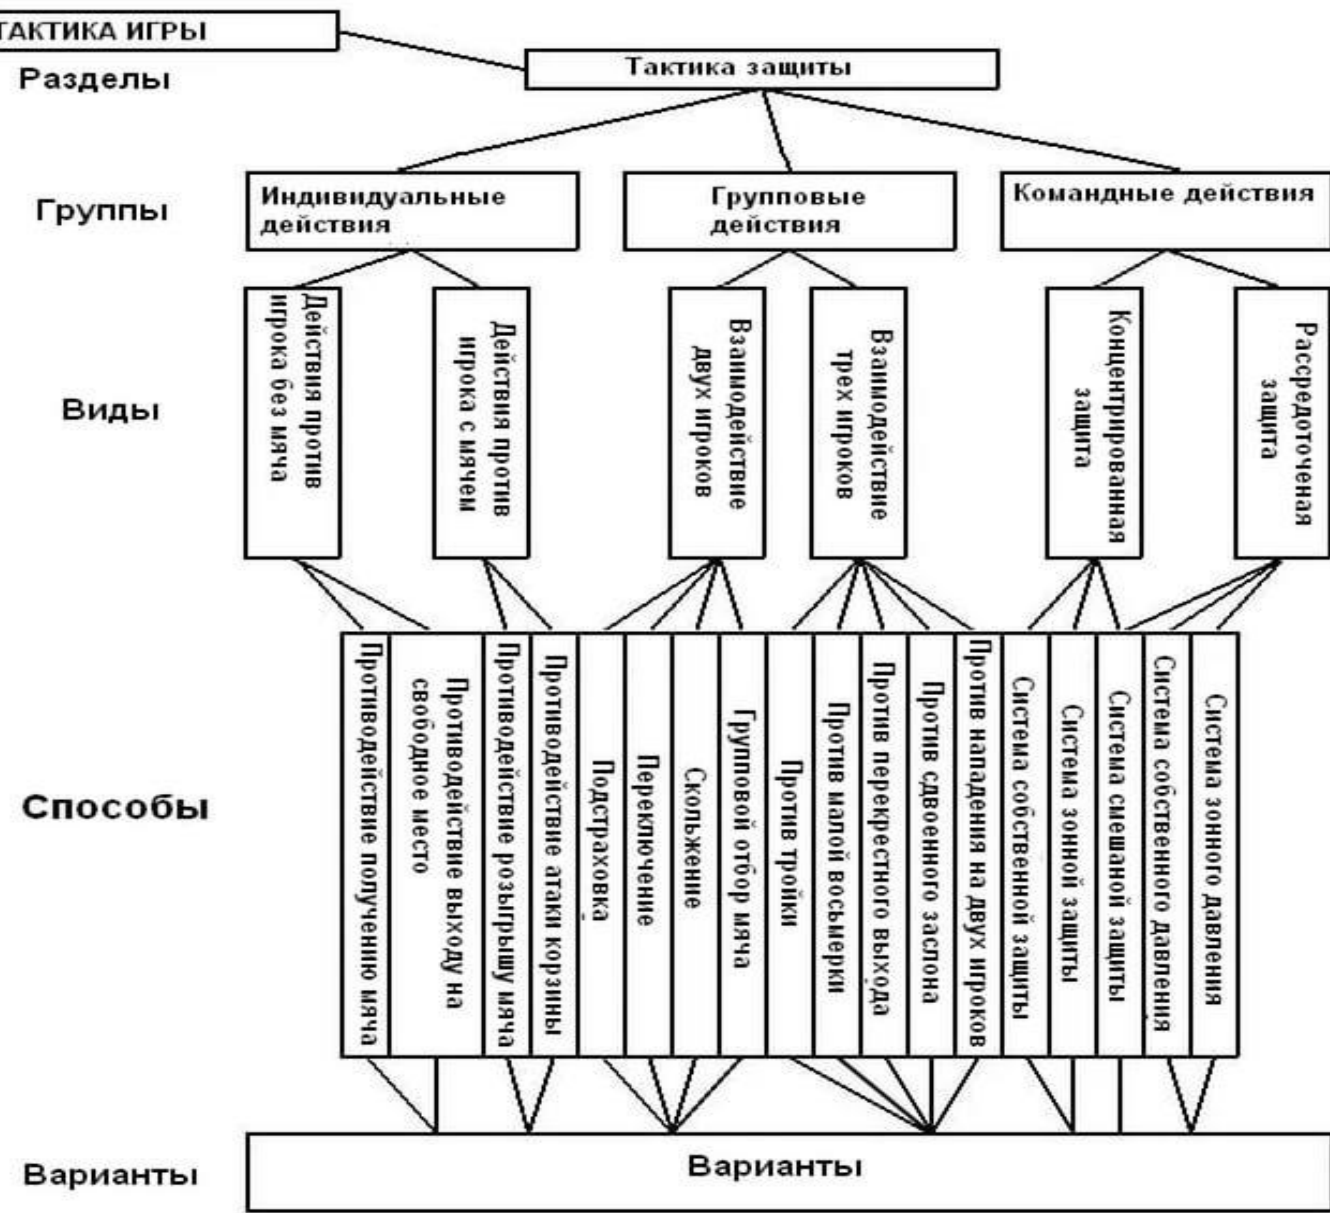 ТАКТИКА ИГРЫ
Разделы
Тактика защиты
Группы
Индивидуальные
действия
Групповые
действия
Командные действия
Виды
Действия против
игрока без мяча
Действия против
игрока с мячем
Взаимодействие
двух игроков
Взаимодействие
трех игроков
Концентрированная
защита
Рассредоточеная
защита
Способы
Противодействие получению мяча
Противодействие выходу на
свободное место
Противодействие розыгрышу мяча
Противодействие атаки корзины
Подстраховка
Переключение
Скольжение
Групповой отбор мяча
Против тройки
Против малой восьмерки
Против перекрестного выхода
Против сдвоенного заслона
Против нападения на двух игроков
Система собственной защиты
Система зонной защиты
Система смешаной защиты
Система собственного давления
Система зонного давления
Варианты
Варианты